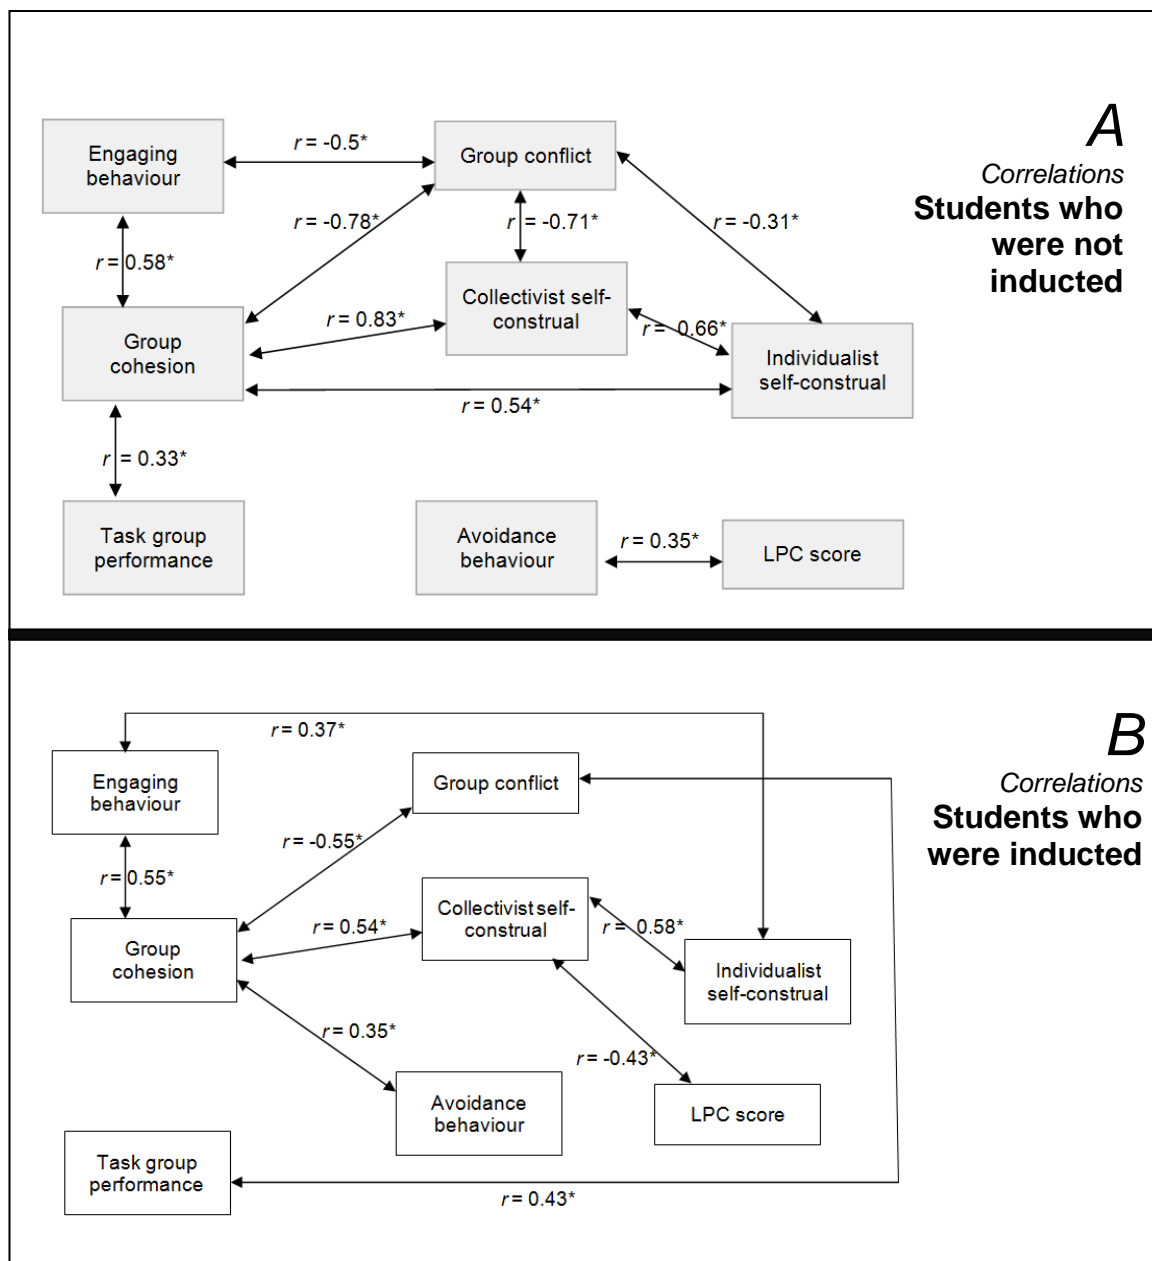 A
Correlations
Students who
were not
inducted
Engaging
behaviour
r = -0.5*
Group conflict
r = -0.78*
r = -0.71*
r = -0.31*
r = 0.58*
Collectivist self-
construal
r = 0.83*
r = 0.66*
Group
cohesion
Individualist
self-construal
r = 0.54*
r = 0.33*
Task group
performance
Avoidance
behaviour
r = 0.35*
LPC score
B
Correlations
Students who
were inducted
r = 0.37*
Engaging
behaviour
Group conflict
r = -0.55*
r = 0.55*
Collectivist self-
construal
r = 0.54*
r = 0.58*
Group
cohesion
Individualist
self-construal
r = 0.35*
r = -0.43*
Avoidance
behaviour
LPC score
Task group
performance
r = 0.43*